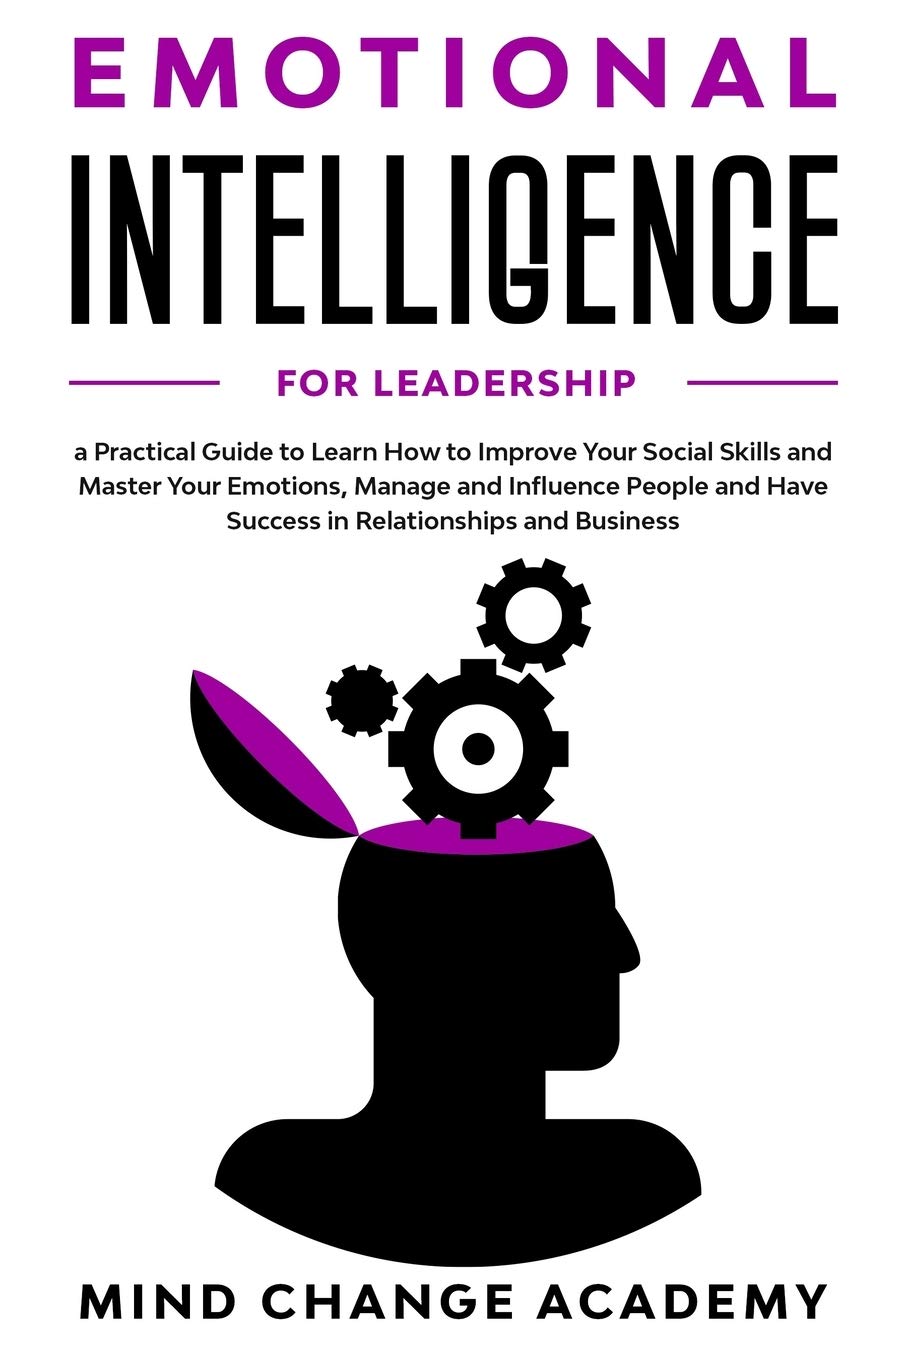 EMOTIONAL
INTELLIGENCE
FOR LEADERSHIP
a Practical Guide to Learn How to Improve Your Social Skills and
Master Your Emotions, Manage and Influence People and Have
Success in Relationships and Business
MIND CHANGE ACADEMY